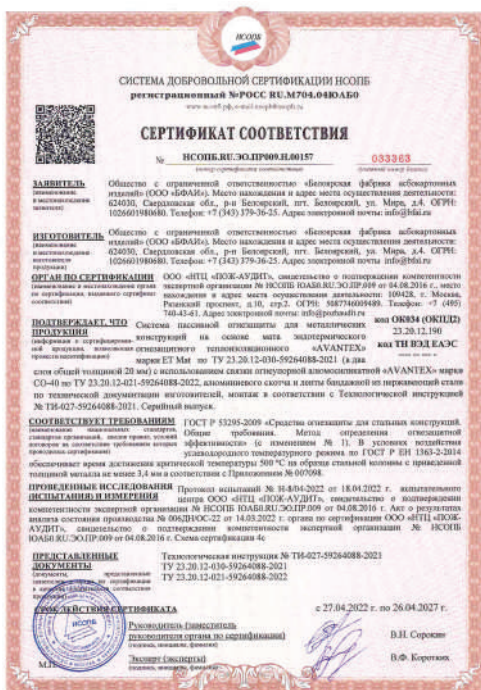 НСОПБ
СИСТЕМА ДОБРОВОЛЬНОЙ СЕРТИФИКАЦИИ НСОПБ
регистрационный №РОСС RU.М704.04ЮАБ0
СЕРТИФИКАТ СООТВЕТСТВИЯ
№ НСОПБ.RU.ЭО.ПР009.Н.00157 033363
ЗАЯВИТЕЛЬ
Общество с ограниченной ответственностью «Белоярская фабрика асбокартонных
изделий» (ООО «БФАИ»). Место нахождения и адрес места осуществления деятельности:
624030, Свердловская обл., р-н Белоярский, пгт. Белоярский, ул. Мира, д.4. ОГРН:
1026601980680. Телефон: +7 (343) 379-36-25. Адрес электронной почты: info@bfai.ru
ИЗГОТОВИТЕЛЬ
Общество с ограниченной ответственностью «Белоярская фабрика асбокартонных
изделий» (ООО «БФАИ»). Место нахождения и адрес места осуществления деятельности:
624030, Свердловская обл., р-н Белоярский, пгт. Белоярский, ул. Мира, д.4. ОГРН:
1026601980680. Телефон: +7 (343) 379-36-25. Адрес электронной почты: info@bfai.ru
ОРГАН ПО СЕРТИФИКАЦИИ
ООО «НТЦ «ПОЖ-АУДИТ», свидетельство о подтверждении компетентности
экспертной организации № НСОПБ ЮАБ0.RU.ЭО.ПР.009 от 04.08.2016 г., место
нахождения и адрес места осуществления деятельности: 109428, г. Москва,
Рязанский проспект, д.10, стр.2. ОГРН: 5087746009489. Телефон: +7 (495)
740-43-61. Адрес электронной почты: info@pozhaudit.ru
ПОДТВЕРЖДАЕТ, ЧТО
ПРОДУКЦИЯ
Система пассивной огнезащиты для металлических
конструкций на основе мата эндотермического
огнезащитного теплоизоляционного «AVANTEX»
марки ET Mat по ТУ 23.20.12-030-59264088-2021 (в два
код ОК034 (ОКПД2)
23.20.12.190
код ТН ВЭД ЕАЭС
слоя общей толщиной 20 мм) с использованием связки огнеупорной алюмосиликатной «AVANTEX» марки
СО-40 по ТУ 23.20.12-021-59264088-2022, алюминиевого скотча и ленты бандажной из нержавеющей стали
по технической документации изготовителей, монтаж в соответствии с Технологической инструкцией
№ ТИ-027-59264088-2021. Серийный выпуск.
СООТВЕТСТВУЕТ ТРЕБОВАНИЯМ
ГОСТ Р 53295-2009 «Средства огнезащиты для стальных конструкций.
Общие требования. Метод определения огнезащитной
эффективности» (с изменением № 1). В условиях воздействия
углеводородного температурного режима по ГОСТ Р ЕН 1363-2-2014
обеспечивает время достижения критической температуры 500 °С на образце стальной колонны с приведенной
толщиной металла не менее 3,4 мм в соответствии с Приложением № 007098.
ПРОВЕДЕННЫЕ ИССЛЕДОВАНИЯ
(ИСПЫТАНИЯ) И ИЗМЕРЕНИЯ
Протокол испытаний № Н-8/04-2022 от 18.04.2022 г. испытательного
центра ООО «НТЦ «ПОЖ-АУДИТ», свидетельство о подтверждении
компетентности экспертной организации № НСОПБ ЮАБ0.RU.ЭО.ПР.009 от 04.08.2016 г. Акт о результатах
анализа состояния производства № 006ДН/ОС-22 от 14.03.2022 г. органа по сертификации ООО «НТЦ «ПОЖ-
АУДИТ», свидетельство о подтверждении компетентности экспертной организации № НСОПБ
ЮАБ0.RU.ЭО.ПР.009 от 04.08.2016 г. Схема сертификации 4с
ПРЕДСТАВЛЕННЫЕ
ДОКУМЕНТЫ
Технологическая инструкция № ТИ-027-59264088-2021
ТУ 23.20.12-030-59264088-2021
ТУ 23.20.12-021-59264088-2022
СРОК ДЕЙСТВИЯ СЕРТИФИКАТА с 27.04.2022 г. по 26.04.2027 г.
Руководитель (заместитель
руководителя органа по сертификации)
В.Н. Сорокин
М.П.
Эксперт (эксперты)
В.Ф. Коротких